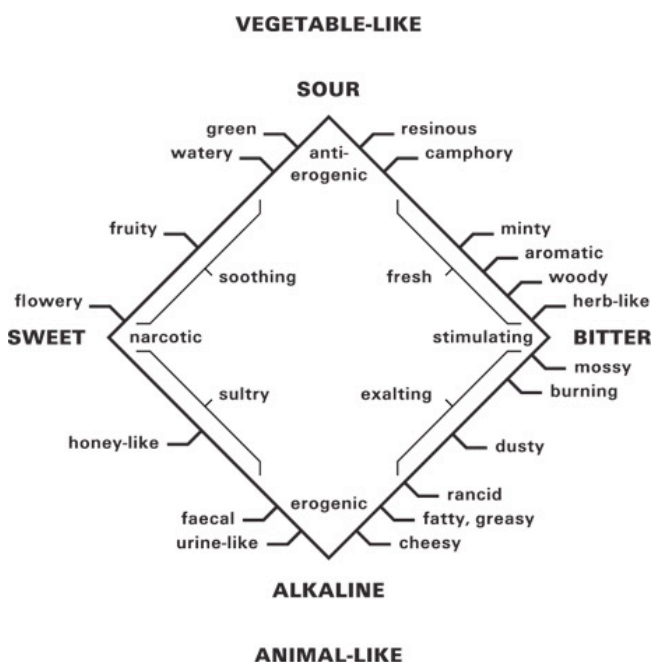 VEGETABLE-LIKE
SOUR
green
resinous
watery
anti-
erogenic
camphory
fruity
minty
aromatic
soothing
fresh
woody
flowery
herb-like
SWEET
narcotic
stimulating
BITTER
mossy
sultry
exalting
burning
honey-like
dusty
rancid
erogenic
faecal
fatty, greasy
urine-like
cheesy
ALKALINE
ANIMAL-LIKE